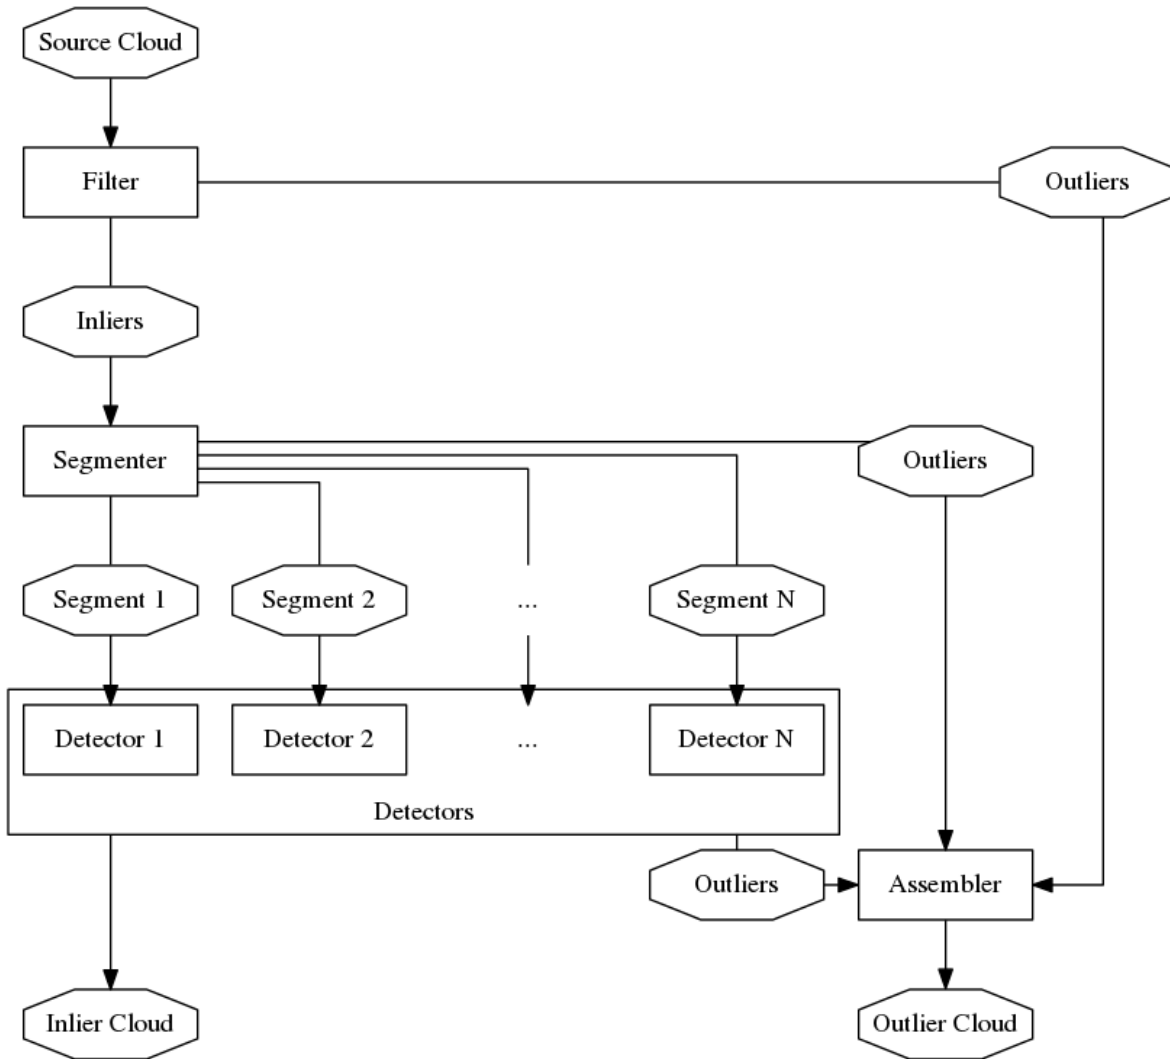 Source Cloud
Filter
Outliers
Inliers
Segmenter
Outliers
Segment 1
Segment 2
...
Segment N
Detector 1
Detector 2
...
Detector N
Detectors
Outliers
Assembler
Inlier Cloud
Outlier Cloud